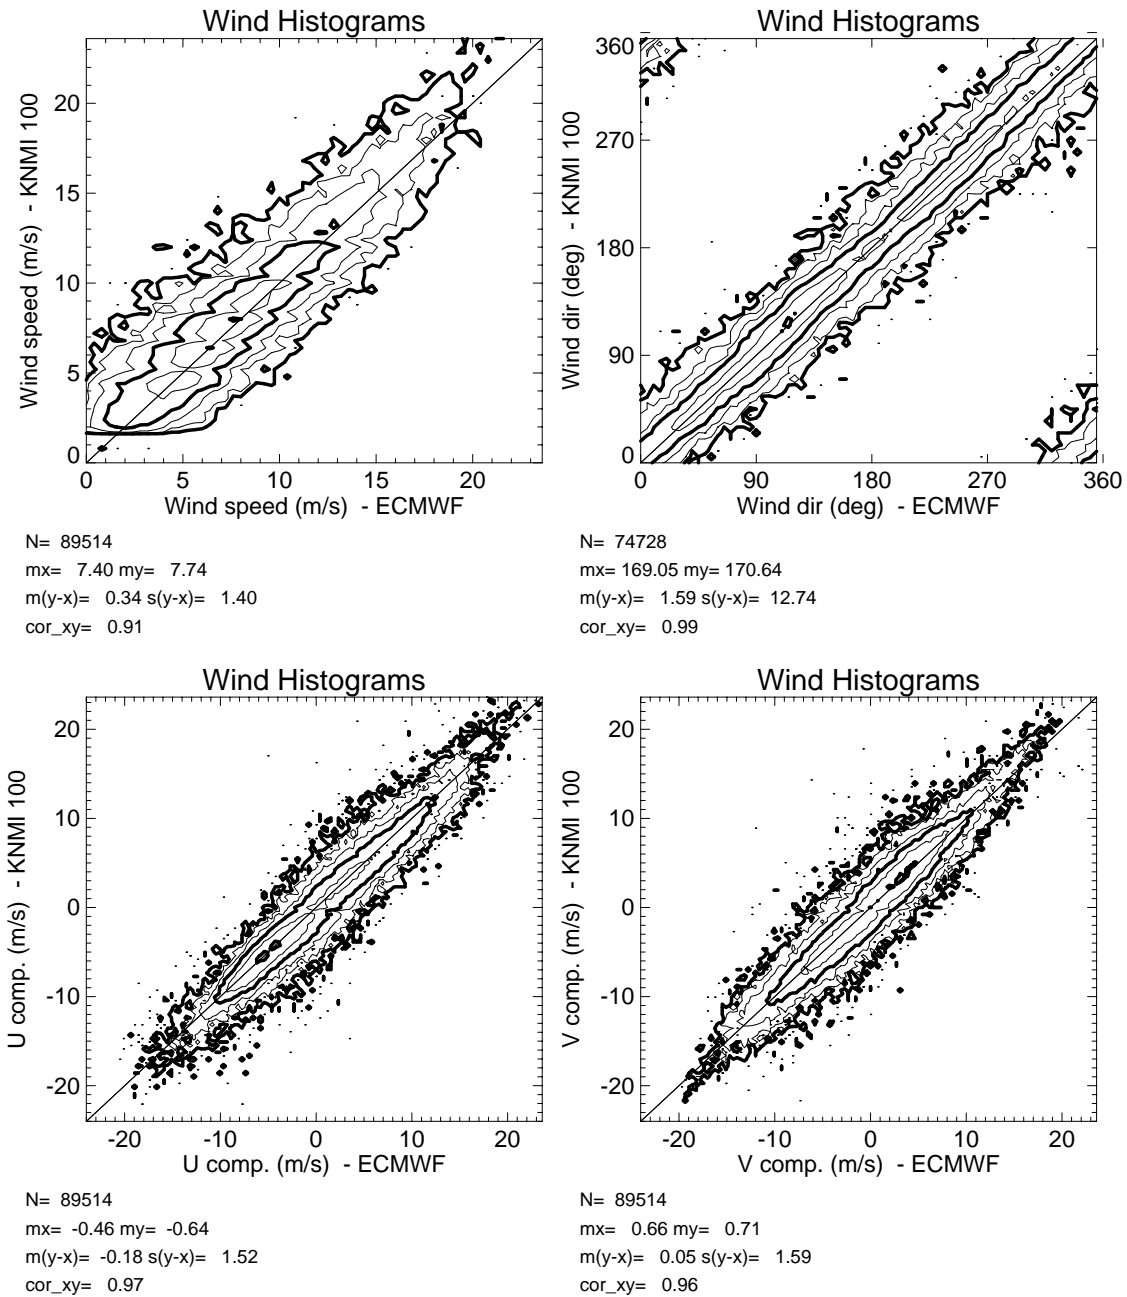 Wind Histograms
Wind speed (m/s)  - KNMI 100
20
15
10
5
0
0 5 10 15 20
Wind speed (m/s)  - ECMWF
N=  89514
mx=   7.40 my=   7.74
m(y-x)=   0.34 s(y-x)=   1.40
cor_xy=   0.91
Wind Histograms
Wind dir (deg)  - KNMI 100
360
270
180
90
0
0 90 180 270 360
Wind dir (deg)  - ECMWF
N=  74728
mx= 169.05 my= 170.64
m(y-x)=   1.59 s(y-x)=  12.74
cor_xy=   0.99
Wind Histograms
U comp. (m/s)  - KNMI 100
20
10
0
-10
-20
-20 -10 0 10 20
U comp. (m/s)  - ECMWF
N=  89514
mx=  -0.46 my=  -0.64
m(y-x)=  -0.18 s(y-x)=   1.52
cor_xy=   0.97
Wind Histograms
V comp. (m/s)  - KNMI 100
20
10
0
-10
-20
-20 -10 0 10 20
V comp. (m/s)  - ECMWF
N=  89514
mx=   0.66 my=   0.71
m(y-x)=   0.05 s(y-x)=   1.59
cor_xy=   0.96